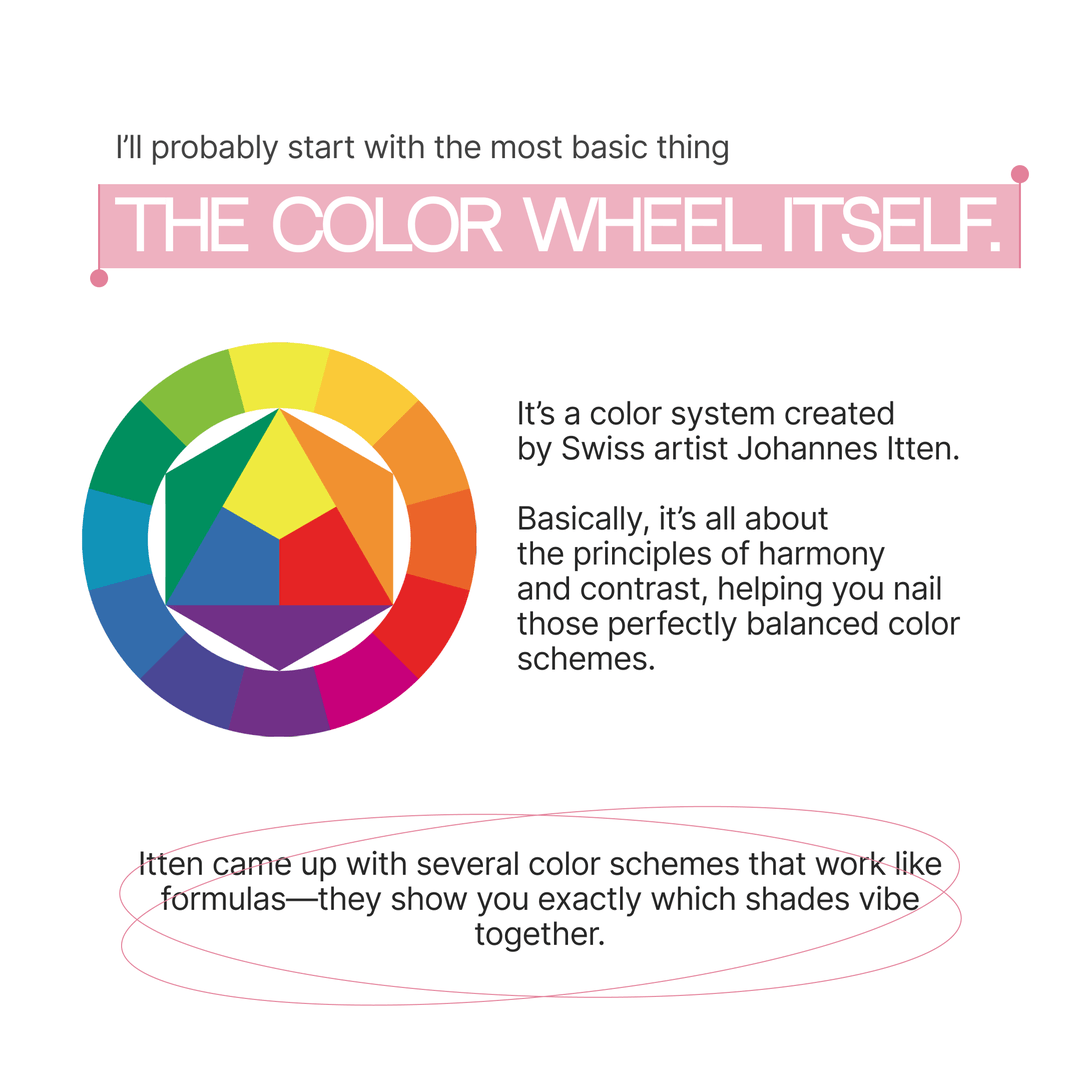 I’ll probably start with the most basic thing
THE COLOR WHEEL ITSELF.
It’s a color system created
by Swiss artist Johannes Itten.
Basically, it’s all about
the principles of harmony
and contrast, helping you nail
those perfectly balanced color
schemes.
Itten came up with several color schemes that work like
formulas—they show you exactly which shades vibe
together.